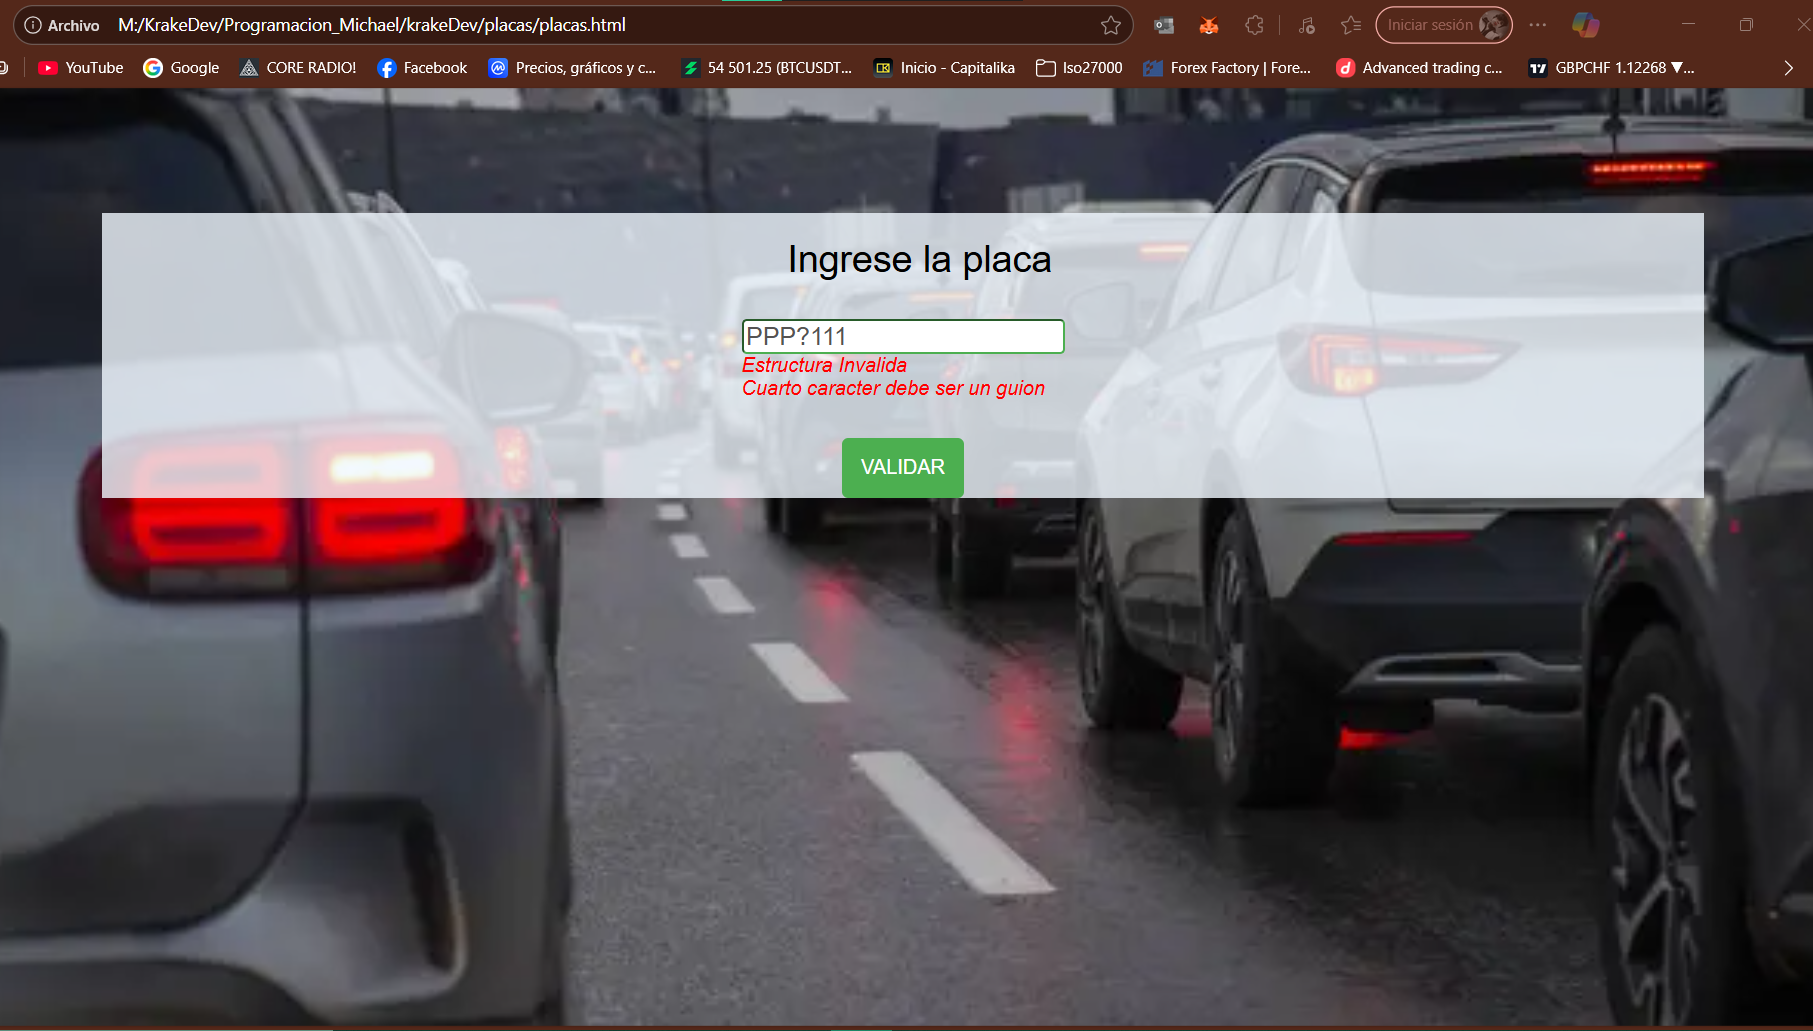 Archivo M:/KrakeDev/Programacion_Michael/krakeDev/placas/placas.html Iniciar sesión
YouTube Google CORE RADIO! Facebook Precios, gráficos y c... 54 501.25 (BTCUSDT... Inicio - Capitalika Iso27000 Forex Factory | Fore... Advanced trading c... GBPCHF 1.12268 ▼...
Ingrese la placa
PPP?111
Estructura Invalida
Cuarto caracter debe ser un guion
VALIDAR